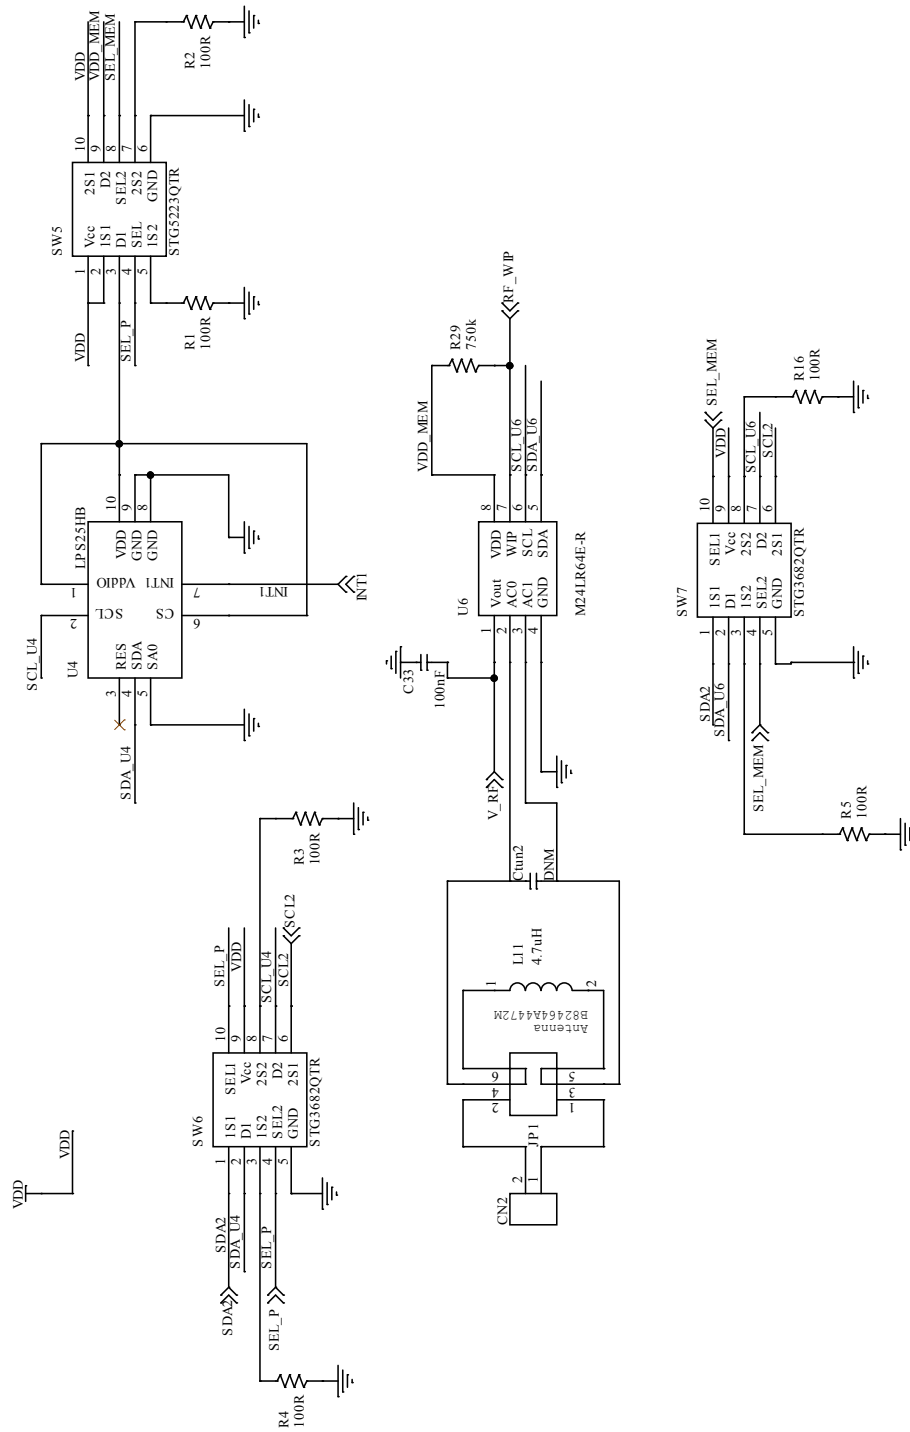 VDD
VDD_MEM
SEL_MEM
R2
100R
10
9
8
7
6
SW5
2S1
D2
SEL2
2S2
GND
Vcc
1S1
D1
SEL
1S2
STG5223QTR
1
2
3
4
5
VDD
SEL_P
R1
100R
LPS25HB
10
9
8
VDD
GND
GND
1
VddIO
INT1
7
INT1
INT1
2
SCL
CS
6
SCL_U4
U4
RES
SDA
SA0
3
4
5
SDA_U4
RF_WIP
R29
750k
VDD_MEM
SCL_U6
SDA_U6
8
7
6
5
U6
VDD
WIP
SCL
SDA
Vout
AC0
AC1
GND
M24LR64E-R
1
2
3
4
C33
100nF
V_RF
Ctun2
DNM
L11
4.7uH
1
2
Antenna
B82464A4472M
6
4
2
5
3
1
JP1
2
1
CN2
SEL_MEM
VDD
SCL_U6
SCL2
R16
100R
10
9
8
7
6
SW7
SEL1
Vcc
2S2
D2
2S1
1S1
D1
1S2
SEL2
GND
STG3682QTR
1
2
3
4
5
SDA2
SDA_U6
SEL_MEM
R5
100R
R3
100R
SCL2
SEL_P
VDD
SCL_U4
SCL2
10
9
8
7
6
SW6
SEL1
Vcc
2S2
D2
2S1
1S1
D1
1S2
SEL2
GND
STG3682QTR
1
2
3
4
5
SDA2
SDA_U4
SEL_P
SDA2
SEL_P
R4
100R
VDD
VDD